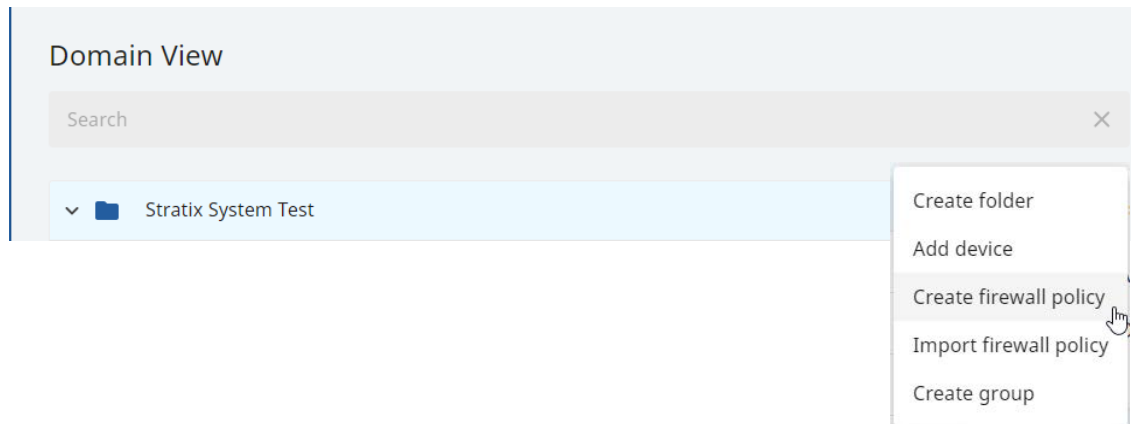 Domain View
Search
Stratix System Test
Create folder
Add device
Create firewall policy
Import firewall policy
Create group